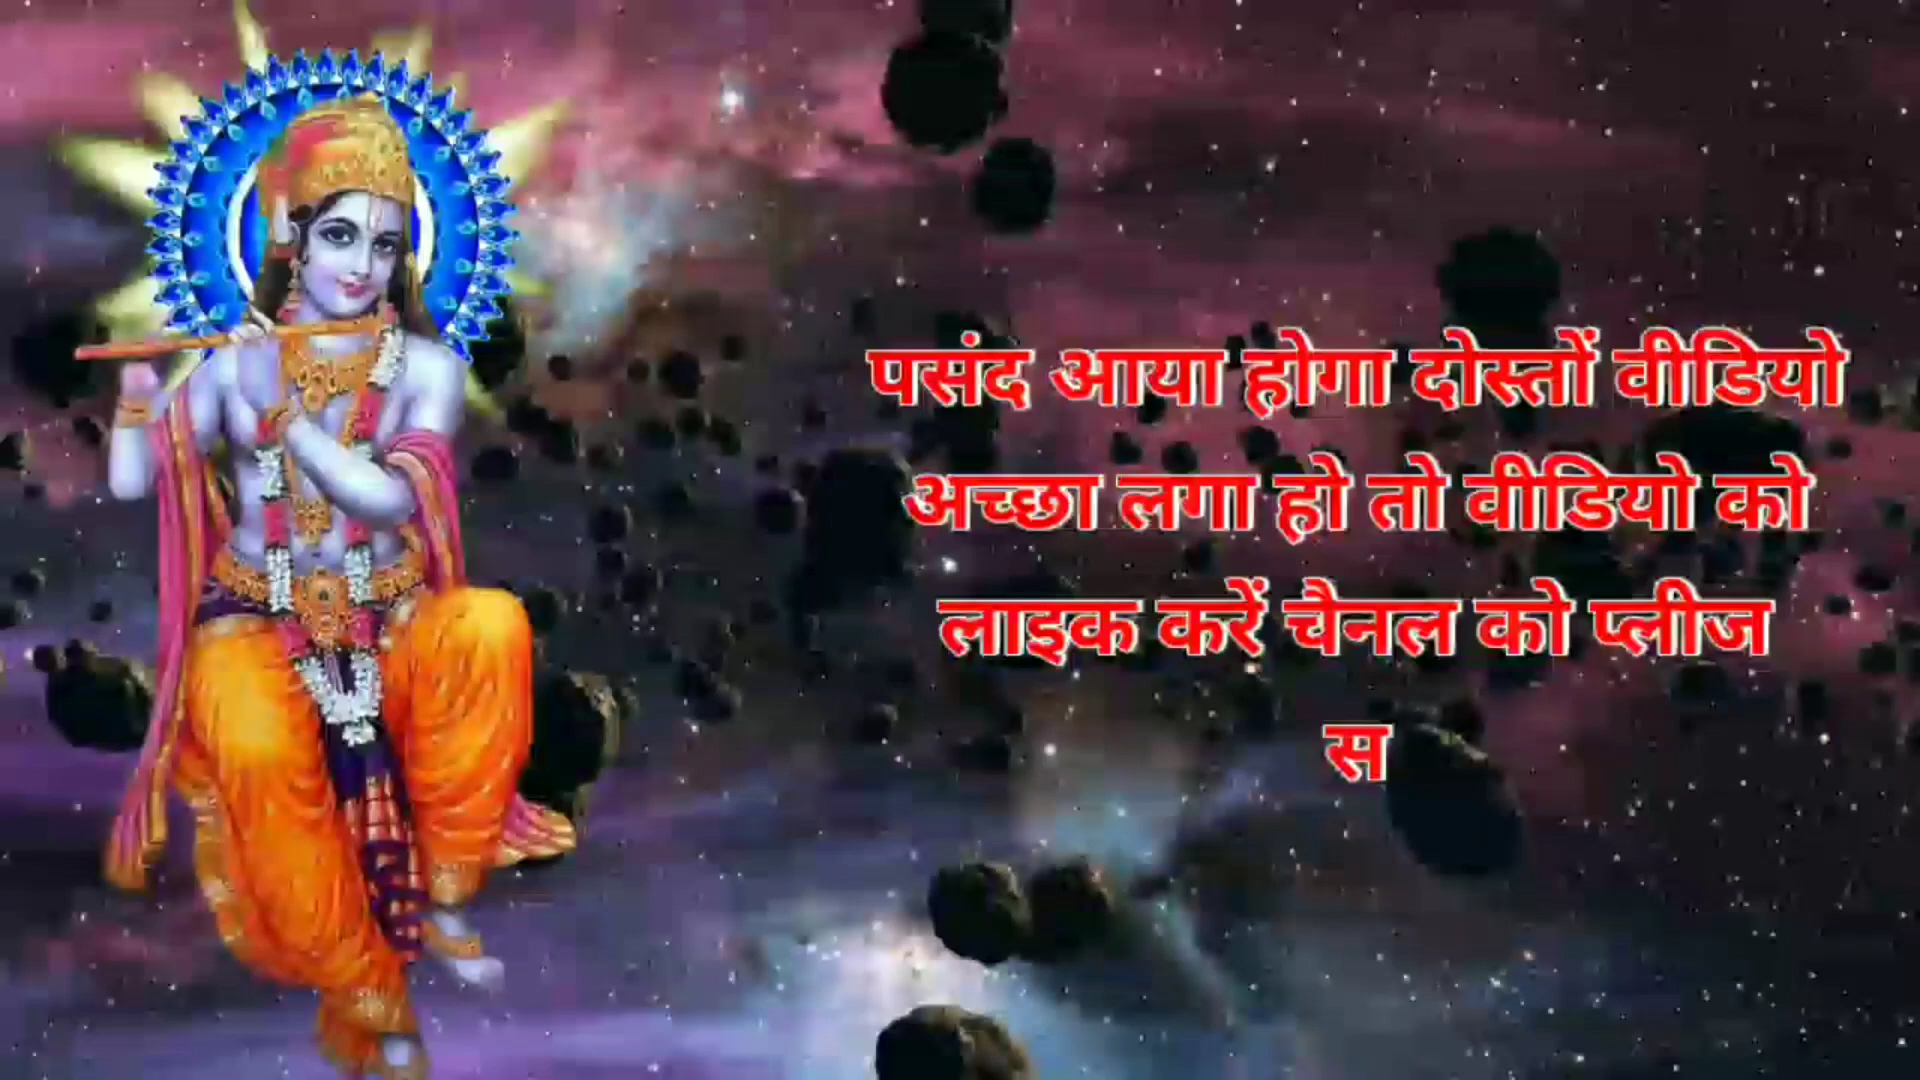 पसंद आया होगा दोस्तों वीडियो
अच्छा लगा हो तो वीडियो को
लाइक करें चैनल को प्लीज
स